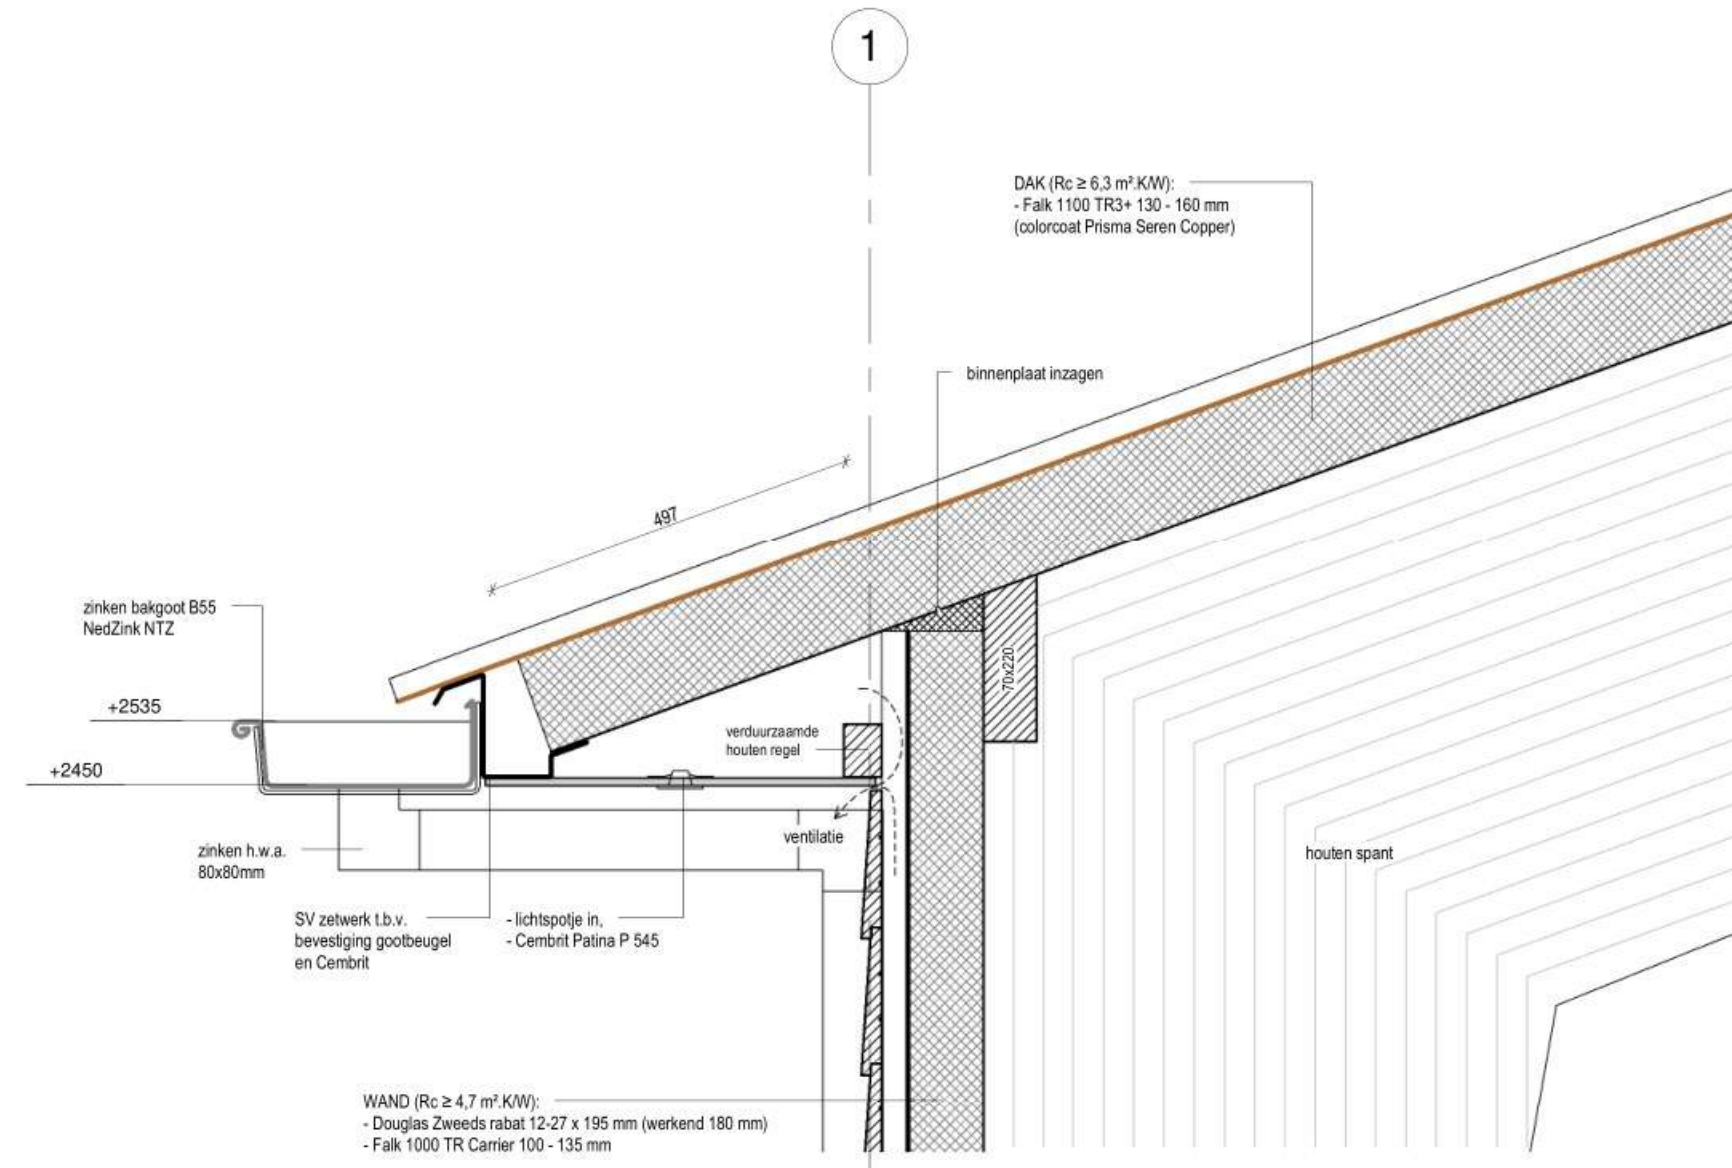 1
DAK (Rc ≥ 6,3 m².K/W):
- Falk 1100 TR3+ 130 - 160 mm
(colorcoat Prisma Seren Copper)
binnenplaat inzagen
497
zinken bakgoot B55
NedZink NTZ
70x220
+2535
verduurzaamde
houten regel
+2450
ventilatie
zinken h.w.a.
80x80mm
houten spant
SV zetwerk t.b.v.
bevestiging gootbeugel
en Cembrit
- lichtspotje in,
- Cembrit Patina P 545
WAND (Rc ≥ 4,7 m².K/W):
- Douglas Zweeds rabat 12-27 x 195 mm (werkend 180 mm)
- Falk 1000 TR Carrier 100 - 135 mm